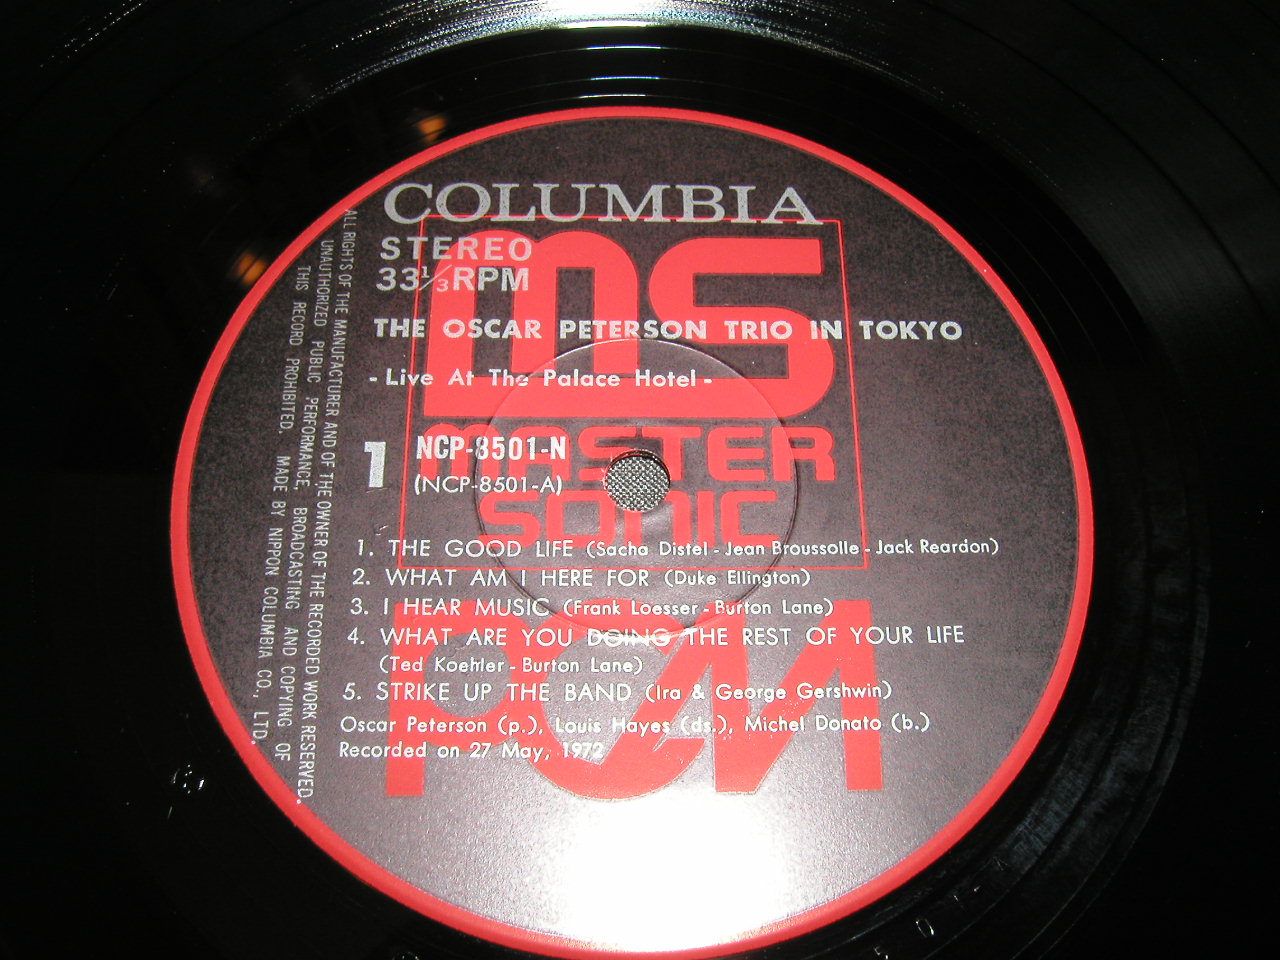 COLUMBIA
STEREO
33⅓ RPM
MS
MASTER
SONIC
PCM
THE OSCAR PETERSON TRIO IN TOKYO
- Live At The Palace Hotel -
1
NCP-8501-N
(NCP-8501-A)
1. THE GOOD LIFE (Sacha Distel - Jean Broussolle - Jack Reardon)
2. WHAT AM I HERE FOR (Duke Ellington)
3. I HEAR MUSIC (Frank Loesser - Burton Lane)
4. WHAT ARE YOU DOING THE REST OF YOUR LIFE
(Ted Koehler - Burton Lane)
5. STRIKE UP THE BAND (Ira & George Gershwin)
Oscar Peterson (p.), Louis Hayes (ds.), Michel Donato (b.)
Recorded on 27 May, 1972
ALL RIGHTS OF THE MANUFACTURER AND OF THE OWNER OF THE RECORDED WORK RESERVED.
UNAUTHORIZED PUBLIC PERFORMANCE, BROADCASTING AND COPYING OF
THIS RECORD PROHIBITED. MADE BY NIPPON COLUMBIA CO., LTD.